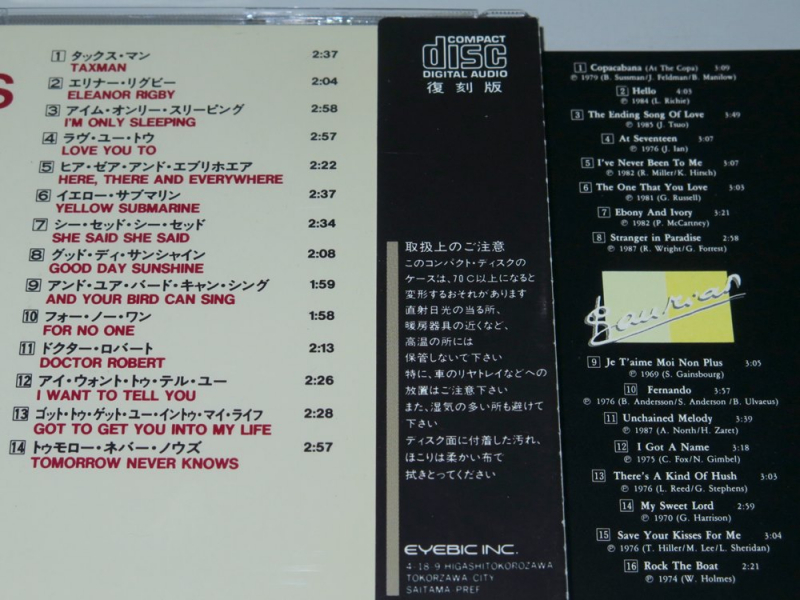 S
1 タックス・マン 2:37
TAXMAN
2 エリナー・リグビー 2:04
ELEANOR RIGBY
3 アイム・オンリー・スリーピング 2:58
I'M ONLY SLEEPING
4 ラヴ・ユー・トウ 2:57
LOVE YOU TO
5 ヒア・ゼア・アンド・エブリホエア 2:22
HERE, THERE AND EVERYWHERE
6 イエロー・サブマリン 2:37
YELLOW SUBMARINE
7 シー・セッド・シー・セッド 2:34
SHE SAID SHE SAID
8 グッド・ディ・サンシャイン 2:08
GOOD DAY SUNSHINE
9 アンド・ユア・バード・キャン・シング 1:59
AND YOUR BIRD CAN SING
10 フォー・ノー・ワン 1:58
FOR NO ONE
11 ドクター・ロバート 2:13
DOCTOR ROBERT
12 アイ・ウォント・トゥ・テル・ユー 2:26
I WANT TO TELL YOU
13 ゴット・トゥ・ゲット・ユー・イントゥ・マイ・ライフ 2:28
GOT TO GET YOU INTO MY LIFE
14 トゥモロー・ネバー・ノウズ 2:57
TOMORROW NEVER KNOWS
COMPACT
disc
DIGITAL AUDIO
復刻版
取扱上のご注意
このコンパクト・ディスクの
ケースは、70C以上になると
変形するおそれがあります
直射日光の当る所、
暖房器具の近くなど、
高温の所には
保管しないで下さい
特に、車のリヤトレイなどへの
放置はご注意下さい
また、湿気の多い所も避けて
下さい
ディスク面に付着した汚れ、
ほこりは柔かい布で
拭きとってください
EYEBIC INC.
4-18-9 HIGASHITOKOROZAWA
TOKORZAWA CITY
SAITAMA PREF
1 Copacabana (At The Copa) 3:09
℗ 1979 (B. Sussman/J. Feldman/B. Manilow)
2 Hello 4:03
℗ 1984 (L. Richie)
3 The Ending Song Of Love 3:49
℗ 1985 (J. Tsuo)
4 At Seventeen 3:07
℗ 1976 (J. Ian)
5 I've Never Been To Me 3:07
℗ 1982 (R. Miller/K. Hirsch)
6 The One That You Love 3:03
℗ 1981 (G. Russell)
7 Ebony And Ivory 3:21
℗ 1982 (P. McCartney)
8 Stranger in Paradise 2:58
℗ 1987 (R. Wright/G. Forrest)
9 Je T'aime Moi Non Plus 3:05
℗ 1969 (S. Gainsbourg)
10 Fernando 3:57
℗ 1976 (B. Andersson/S. Anderson/B. Ulvaeus)
11 Unchained Melody 3:39
℗ 1987 (A. North/H. Zaret)
12 I Got A Name 3:18
℗ 1975 (C. Fox/N. Gimbel)
13 There's A Kind Of Hush 3:03
℗ 1976 (L. Reed/G. Stephens)
14 My Sweet Lord 2:59
℗ 1970 (G. Harrison)
15 Save Your Kisses For Me 3:04
℗ 1976 (T. Hiller/M. Lee/L. Sheridan)
16 Rock The Boat 2:21
℗ 1974 (W. Holmes)